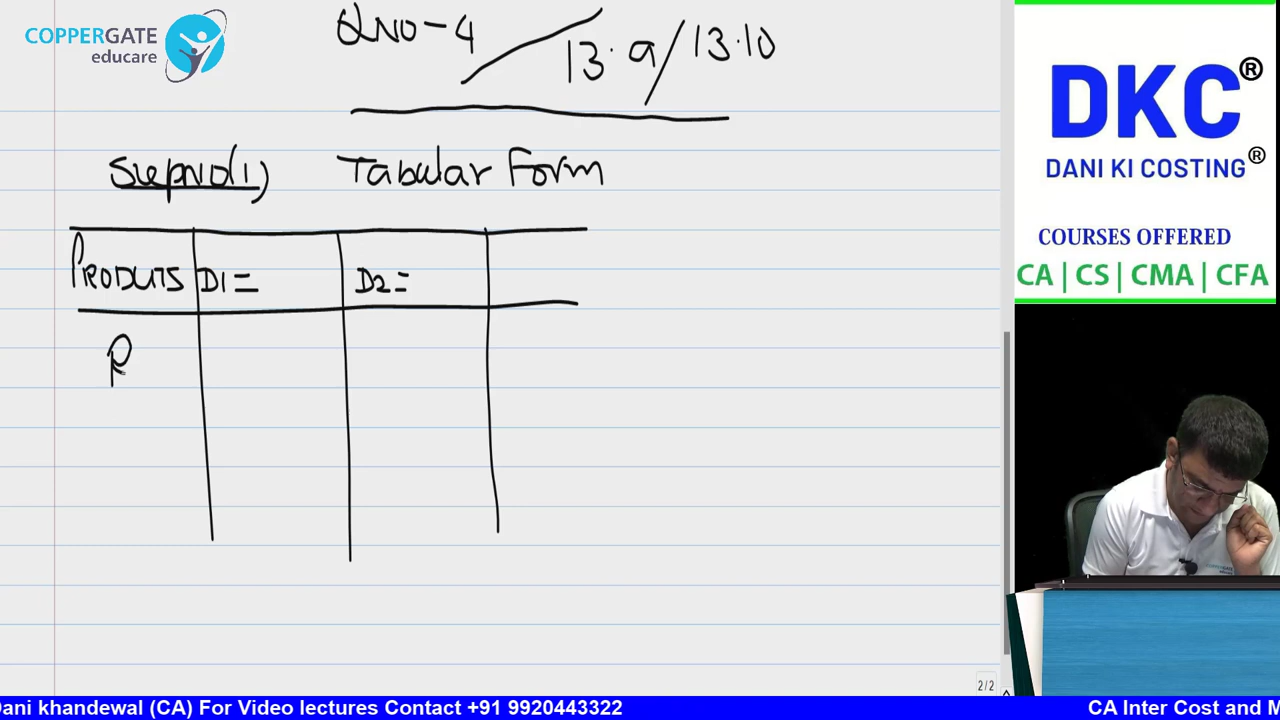 COPPERGATE
educare
QNO-4 / 13.9/13.10
StepNo(1) Tabular Form
PRODUTS D1= D2=
R
DKC®
DANI KI COSTING®
COURSES OFFERED
CA | CS | CMA | CFA
2/2
Dani khandewal (CA) For Video lectures Contact +91 9920443322
CA Inter Cost and M